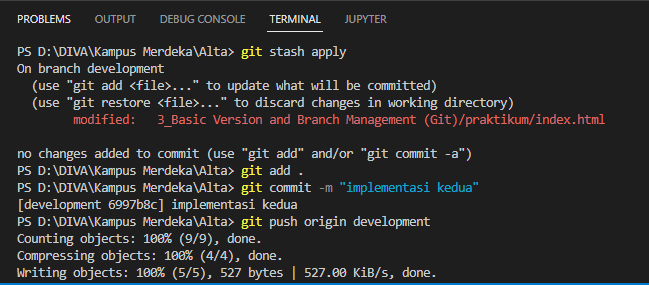 PROBLEMS OUTPUT DEBUG CONSOLE TERMINAL JUPYTER
PS D:\DIVA\Kampus Merdeka\Alta> git stash apply
On branch development
  (use "git add <file>..." to update what will be committed)
  (use "git restore <file>..." to discard changes in working directory)
        modified:   3_Basic Version and Branch Management (Git)/praktikum/index.html
no changes added to commit (use "git add" and/or "git commit -a")
PS D:\DIVA\Kampus Merdeka\Alta> git add .
PS D:\DIVA\Kampus Merdeka\Alta> git commit -m "implementasi kedua"
[development 6997b8c] implementasi kedua
PS D:\DIVA\Kampus Merdeka\Alta> git push origin development
Counting objects: 100% (9/9), done.
Compressing objects: 100% (4/4), done.
Writing objects: 100% (5/5), 527 bytes | 527.00 KiB/s, done.